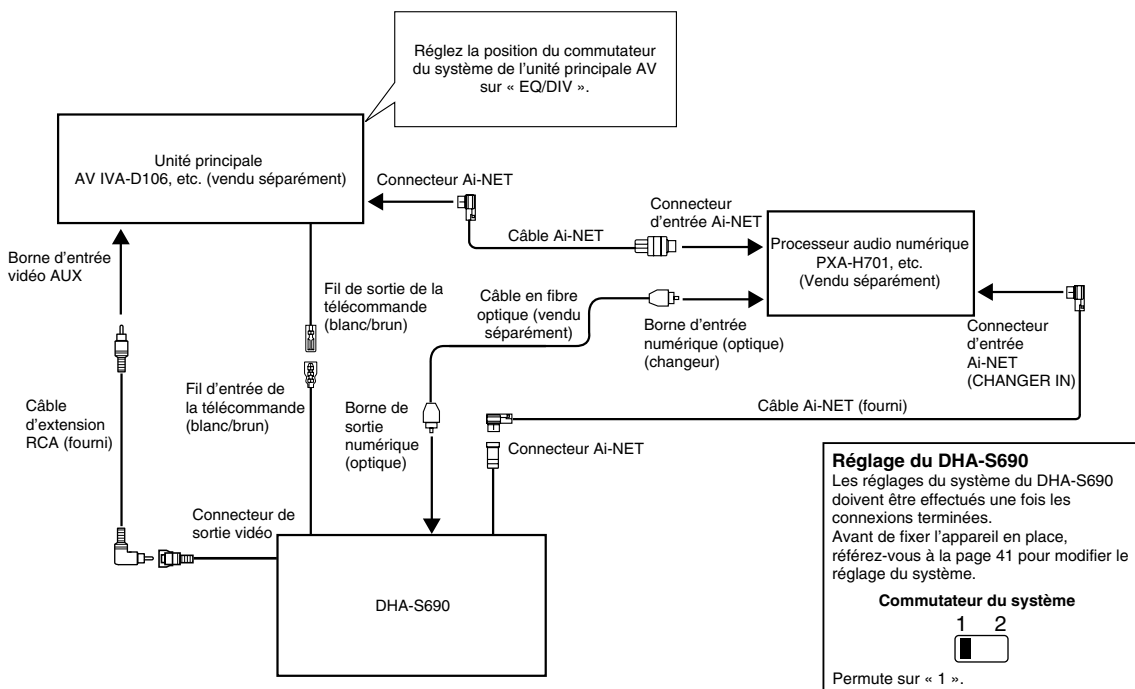 Réglez la position du commutateur
du système de l'unité principale AV
sur « EQ/DIV ».
Unité principale
AV IVA-D106, etc. (vendu séparément)
Connecteur Ai-NET
Connecteur
d'entrée Ai-NET
Câble Ai-NET
Processeur audio numérique
PXA-H701, etc.
(Vendu séparément)
Borne d'entrée
vidéo AUX
Fil de sortie de la
télécommande
(blanc/brun)
Câble en fibre
optique (vendu
séparément)
Borne d'entrée
numérique (optique)
(changeur)
Connecteur
d'entrée
Ai-NET
(CHANGER IN)
Câble
d'extension
RCA (fourni)
Fil d'entrée de
la télécommande
(blanc/brun)
Borne de
sortie
numérique
(optique)
Câble Ai-NET (fourni)
Connecteur Ai-NET
Connecteur de
sortie vidéo
DHA-S690
Réglage du DHA-S690
Les réglages du système du DHA-S690
doivent être effectués une fois les
connexions terminées.
Avant de fixer l'appareil en place,
référez-vous à la page 41 pour modifier le
réglage du système.
Commutateur du système
1 2
Permute sur « 1 ».